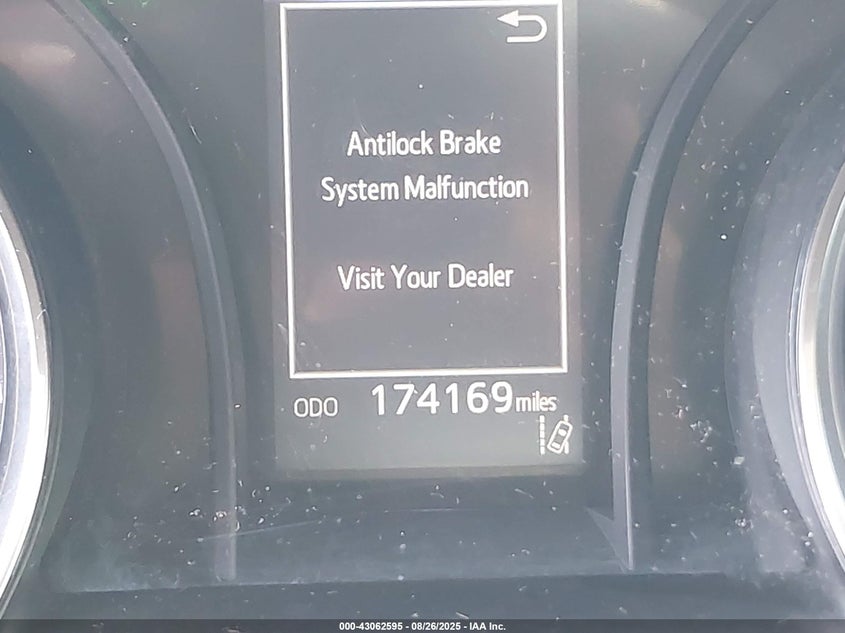 Antilock Brake
System Malfunction
Visit Your Dealer
ODO 174169 miles
000-43062595 - 08/26/2025 - IAA Inc.